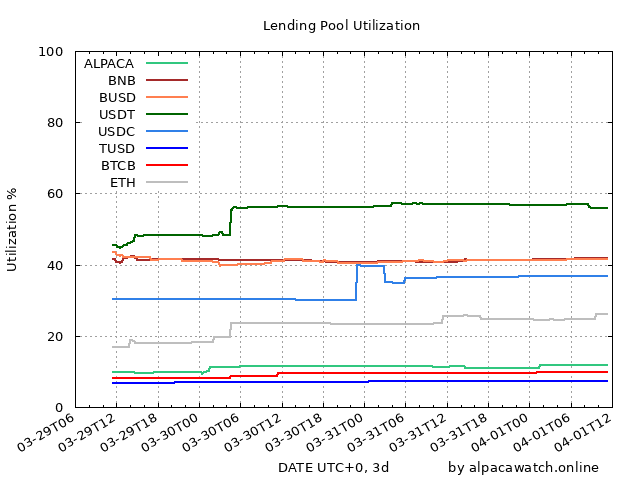 Lending Pool Utilization
Utilization %
100
80
60
40
20
0
ALPACA
BNB
BUSD
USDT
USDC
TUSD
BTCB
ETH
03-29T06
03-29T12
03-29T18
03-30T00
03-30T06
03-30T12
03-30T18
03-31T00
03-31T06
03-31T12
03-31T18
04-01T00
04-01T06
04-01T12
DATE UTC+0, 3d
by alpacawatch.online